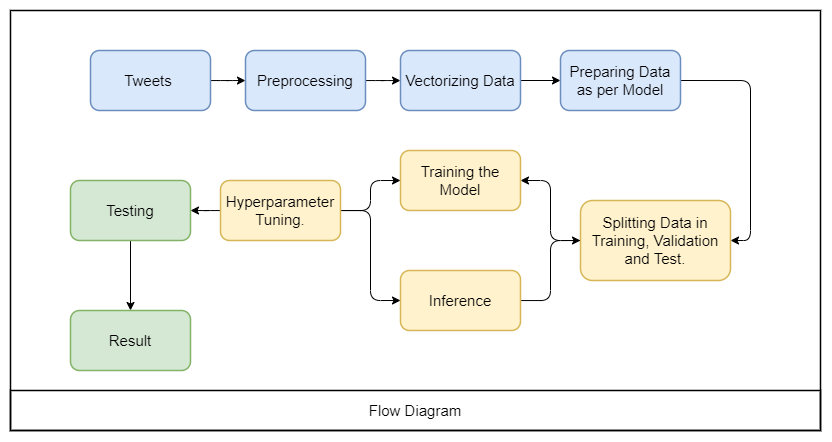 Tweets
Preprocessing
Vectorizing Data
Preparing Data
as per Model
Training the
Model
Testing
Hyperparameter
Tuning.
Splitting Data in
Training, Validation
and Test.
Inference
Result
Flow Diagram